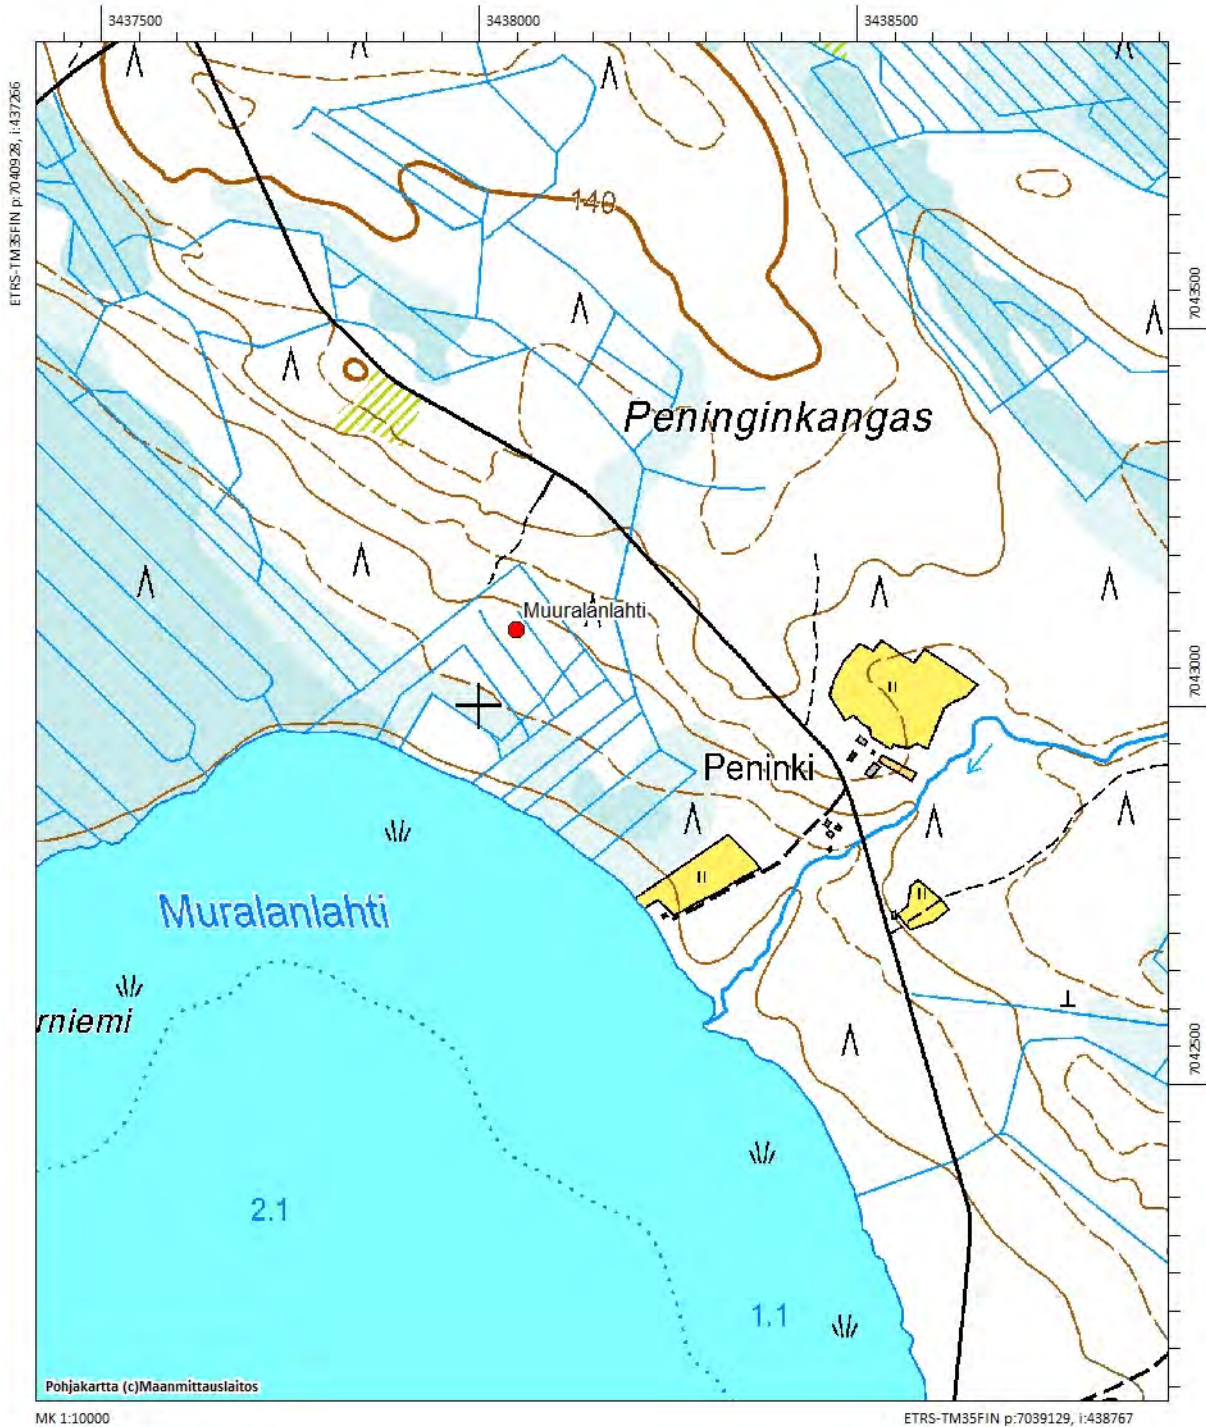 3437500
3438000
3438500
ETRS-TM35FIN p:7040928, i:437266
140
7043500
Peninginkangas
Muuralanlahti
7043000
Peninki
Muralanlahti
rniemi
7042500
2.1
1.1
Pohjakartta (c)Maanmittauslaitos
MK 1:10000
ETRS-TM35FIN p:7039129, i:438767